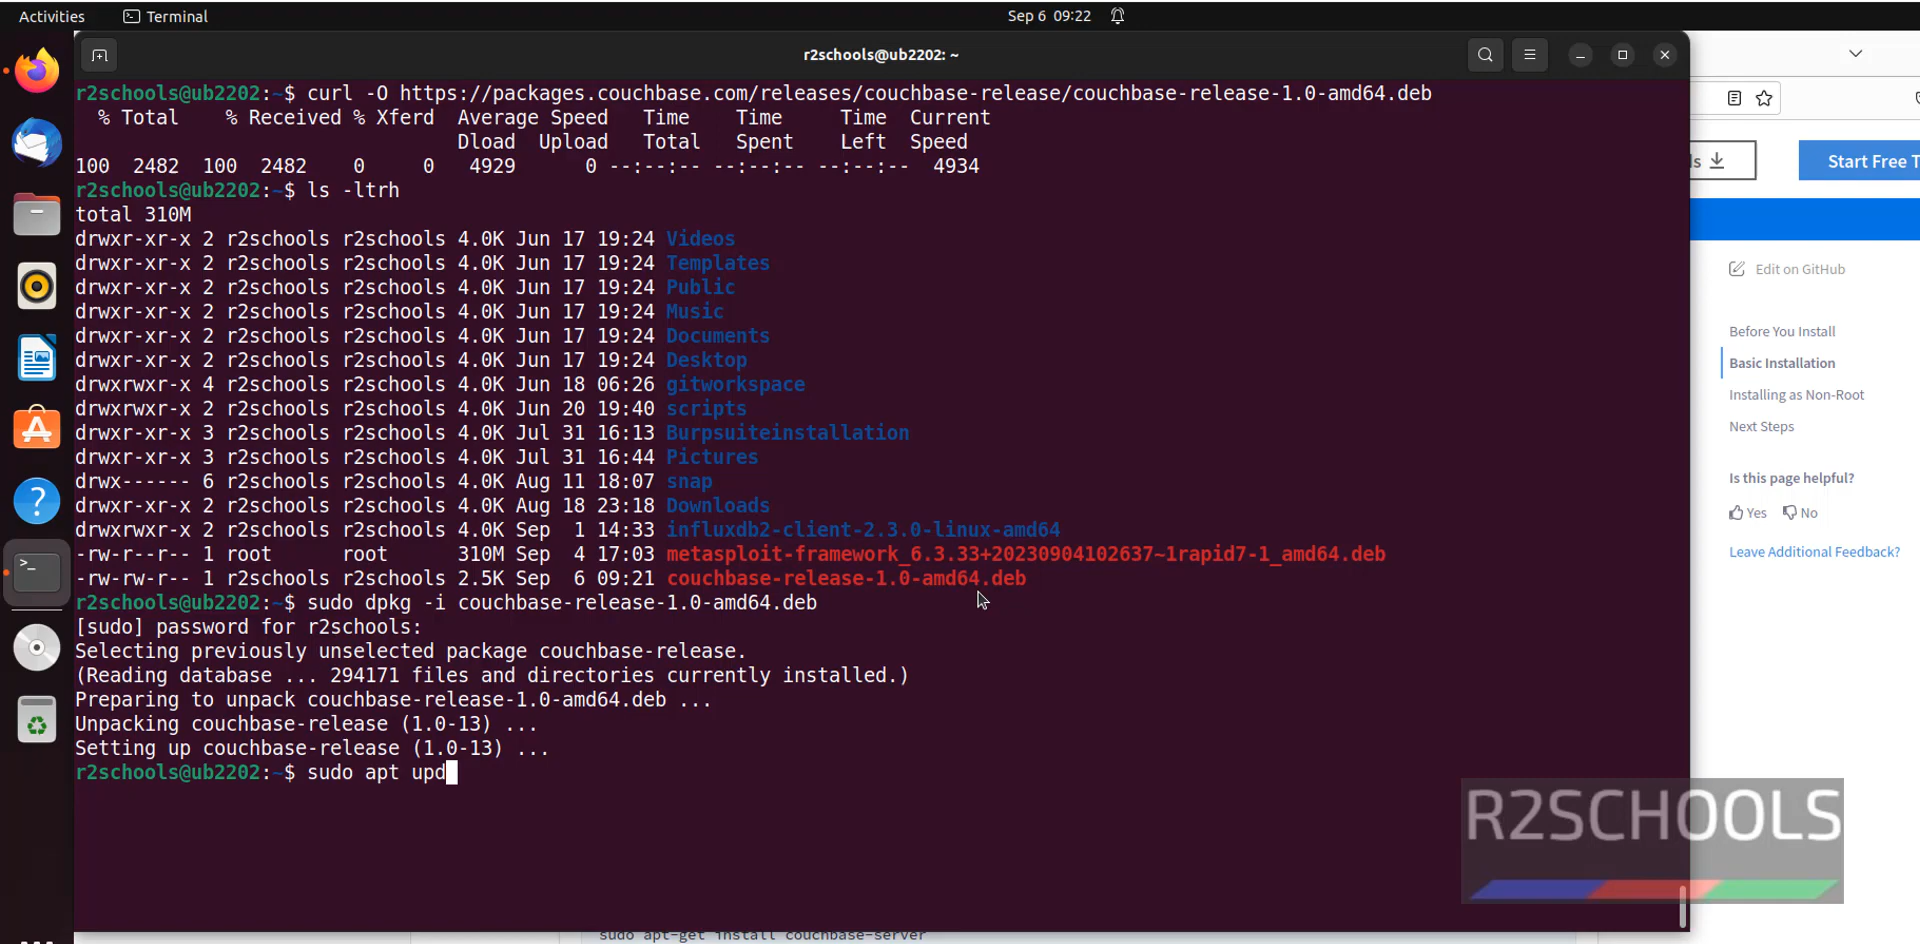 Activities
Terminal
Sep 6 09:22
r2schools@ub2202: ~
r2schools@ub2202:~$ curl -O https://packages.couchbase.com/releases/couchbase-release/couchbase-release-1.0-amd64.deb
% Total % Received % Xferd Average Speed Time Time Time Current
Dload Upload Total Spent Left Speed
100 2482 100 2482 0 0 4929 0 --:--:-- --:--:-- --:--:-- 4934
r2schools@ub2202:~$ ls -ltrh
total 310M
drwxr-xr-x 2 r2schools r2schools 4.0K Jun 17 19:24 Videos
drwxr-xr-x 2 r2schools r2schools 4.0K Jun 17 19:24 Templates
drwxr-xr-x 2 r2schools r2schools 4.0K Jun 17 19:24 Public
drwxr-xr-x 2 r2schools r2schools 4.0K Jun 17 19:24 Music
drwxr-xr-x 2 r2schools r2schools 4.0K Jun 17 19:24 Documents
drwxr-xr-x 2 r2schools r2schools 4.0K Jun 17 19:24 Desktop
drwxrwxr-x 4 r2schools r2schools 4.0K Jun 18 06:26 gitworkspace
drwxrwxr-x 2 r2schools r2schools 4.0K Jun 20 19:40 scripts
drwxrwxr-x 3 r2schools r2schools 4.0K Jul 31 16:13 Burpsuiteinstallation
drwxr-xr-x 3 r2schools r2schools 4.0K Jul 31 16:44 Pictures
drwx------ 6 r2schools r2schools 4.0K Aug 11 18:07 snap
drwxr-xr-x 2 r2schools r2schools 4.0K Aug 18 23:18 Downloads
drwxrwxr-x 2 r2schools r2schools 4.0K Sep 1 14:33 influxdb2-client-2.3.0-linux-amd64
-rw-r--r-- 1 root root 310M Sep 4 17:03 metasploit-framework_6.3.33+20230904102637~1rapid7-1_amd64.deb
-rw-rw-r-- 1 r2schools r2schools 2.5K Sep 6 09:21 couchbase-release-1.0-amd64.deb
r2schools@ub2202:~$ sudo dpkg -i couchbase-release-1.0-amd64.deb
[sudo] password for r2schools:
Selecting previously unselected package couchbase-release.
(Reading database ... 294171 files and directories currently installed.)
Preparing to unpack couchbase-release-1.0-amd64.deb ...
Unpacking couchbase-release (1.0-13) ...
Setting up couchbase-release (1.0-13) ...
r2schools@ub2202:~$ sudo apt upd
Start Free T
Edit on GitHub
Before You Install
Basic Installation
Installing as Non-Root
Next Steps
Is this page helpful?
Yes No
Leave Additional Feedback?
R2SCHOOLS
sudo apt-get install couchbase-server